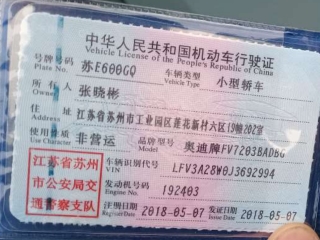 中华人民共和国机动车行驶证
Vehicle License of the People's Republic of China
号牌号码 苏E600GQ 车辆类型 小型轿车
Plate No. Vehicle Type
所有人 张晓彬
Owner
住址 江苏省苏州市工业园区莲花新村六区19幢202室
Address
使用性质 非营运 品牌型号 奥迪牌FV7203BADBG
Use Character Model
江苏省苏州市公安局交通警察支队
车辆识别代号 LFV3A28W0J3692994
VIN
发动机号码 192403
Engine No.
注册日期 2018-05-07 发证日期 2018-05-07
Register Date Issue Date